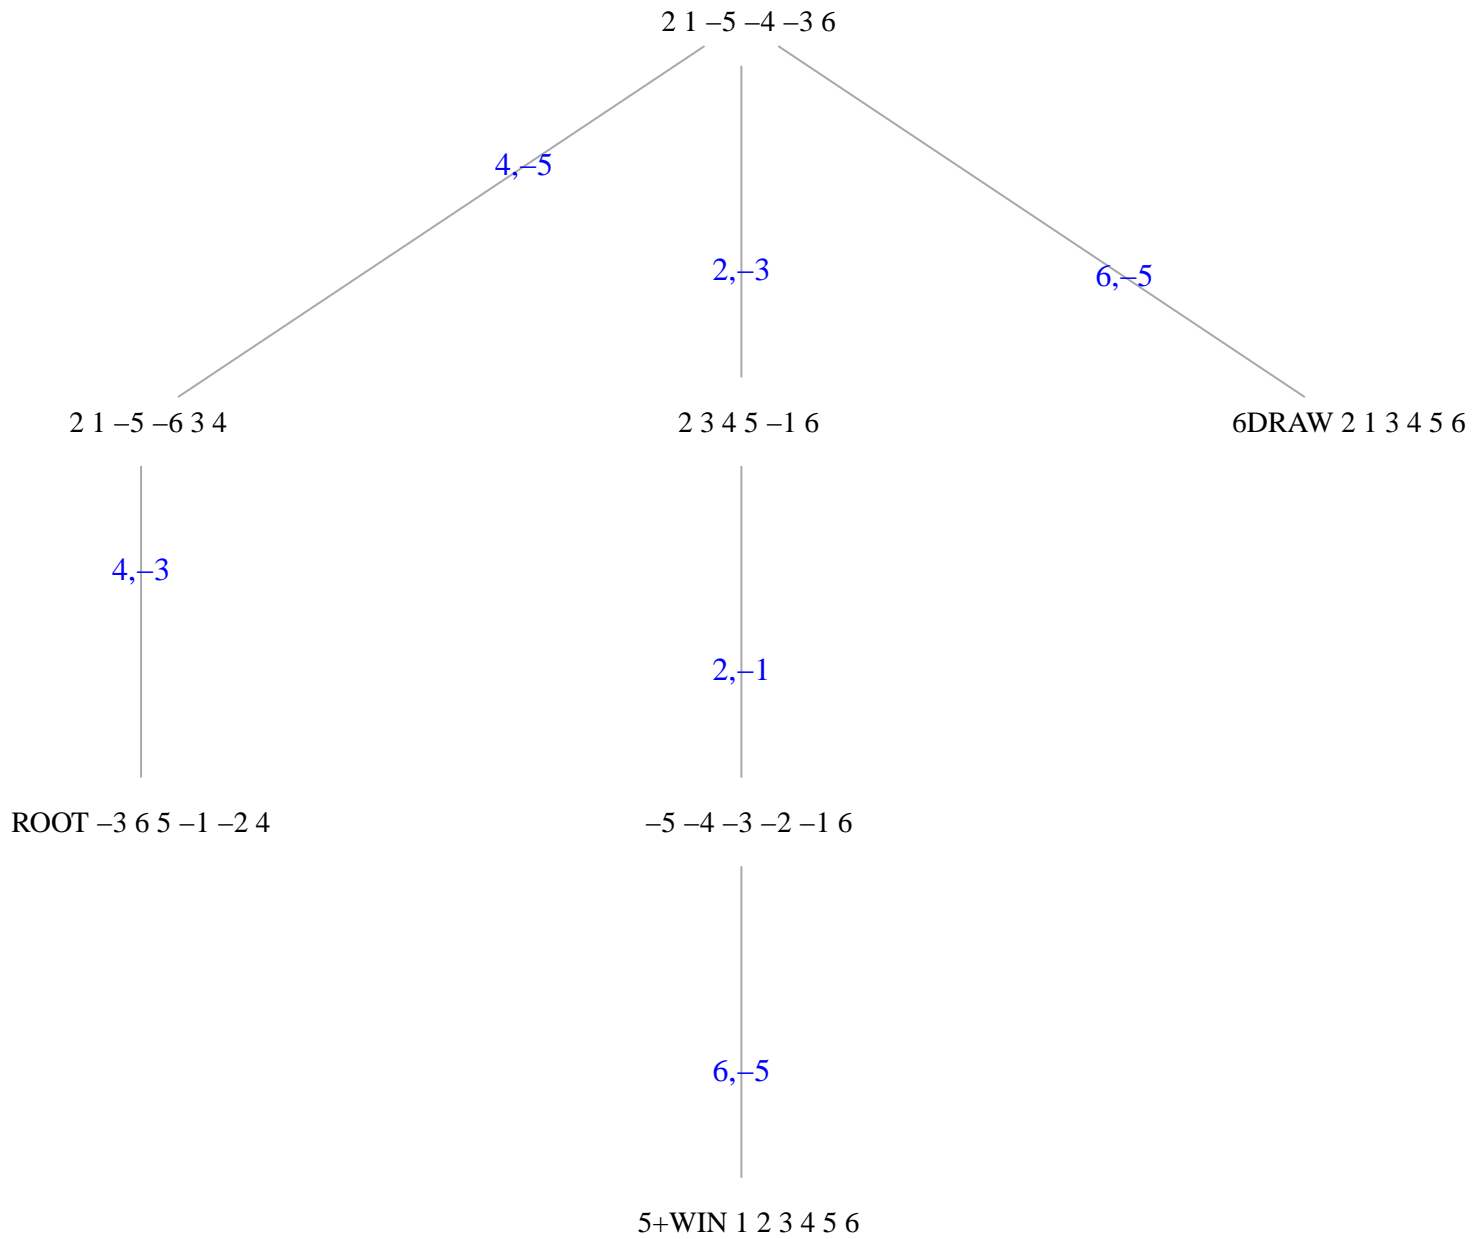 2 1 –5 –4 –3 6
4,–5
2,–3
6,–5
2 1 –5 –6 3 4
2 3 4 5 –1 6
6DRAW 2 1 3 4 5 6
4,–3
2,–1
ROOT –3 6 5 –1 –2 4
–5 –4 –3 –2 –1 6
6,–5
5+WIN 1 2 3 4 5 6